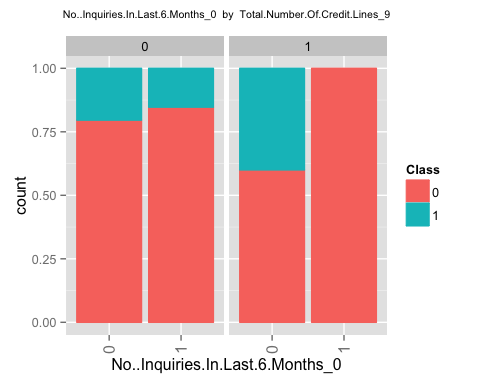 No..Inquiries.In.Last.6.Months_0 by Total.Number.Of.Credit.Lines_9
0 1
1.00
0.75
0.50
0.25
0.00
count
0 1 0 1
No..Inquiries.In.Last.6.Months_0
Class
0
1